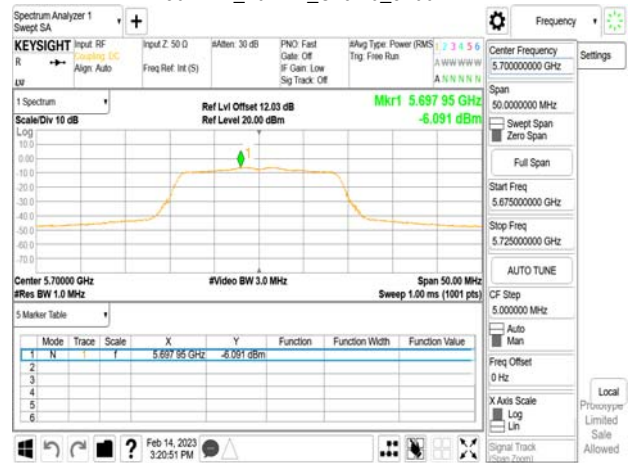 Spectrum Analyzer 1
Swept SA
Frequency
KEYSIGHT
R
Input: RF
Coupling: DC
Align: Auto
Input Z: 50 Ω
Freq Ref: Int (S)
#Atten: 30 dB
PNO: Fast
Gate: Off
IF Gain: Low
Sig Track: Off
#Avg Type: Power (RMS)
Trig: Free Run
1 2 3 4 5 6
A W W W W W
A N N N N N
1 Spectrum
Scale/Div 10 dB
Ref Lvl Offset 12.03 dB
Ref Level 20.00 dBm
Mkr1 5.697 95 GHz
-6.091 dBm
Log
10.0
0.00
-10.0
-20.0
-30.0
-40.0
-50.0
-60.0
-70.0
1
Center 5.70000 GHz
#Res BW 1.0 MHz
#Video BW 3.0 MHz
Span 50.00 MHz
Sweep 1.00 ms (1001 pts)
5 Marker Table
Mode Trace Scale X Y Function Function Width Function Value
1 N 1 f 5.697 95 GHz -6.091 dBm
2
3
4
5
6
Feb 14, 2023
3:20:51 PM
Center Frequency
5.700000000 GHz
Span
50.0000000 MHz
Swept Span
Zero Span
Full Span
Start Freq
5.675000000 GHz
Stop Freq
5.725000000 GHz
AUTO TUNE
CF Step
5.000000 MHz
Auto
Man
Freq Offset
0 Hz
X Axis Scale
Log
Lin
Signal Track
(Span Zoom)
Settings
Local
Prototype
Limited
Sale
Allowed